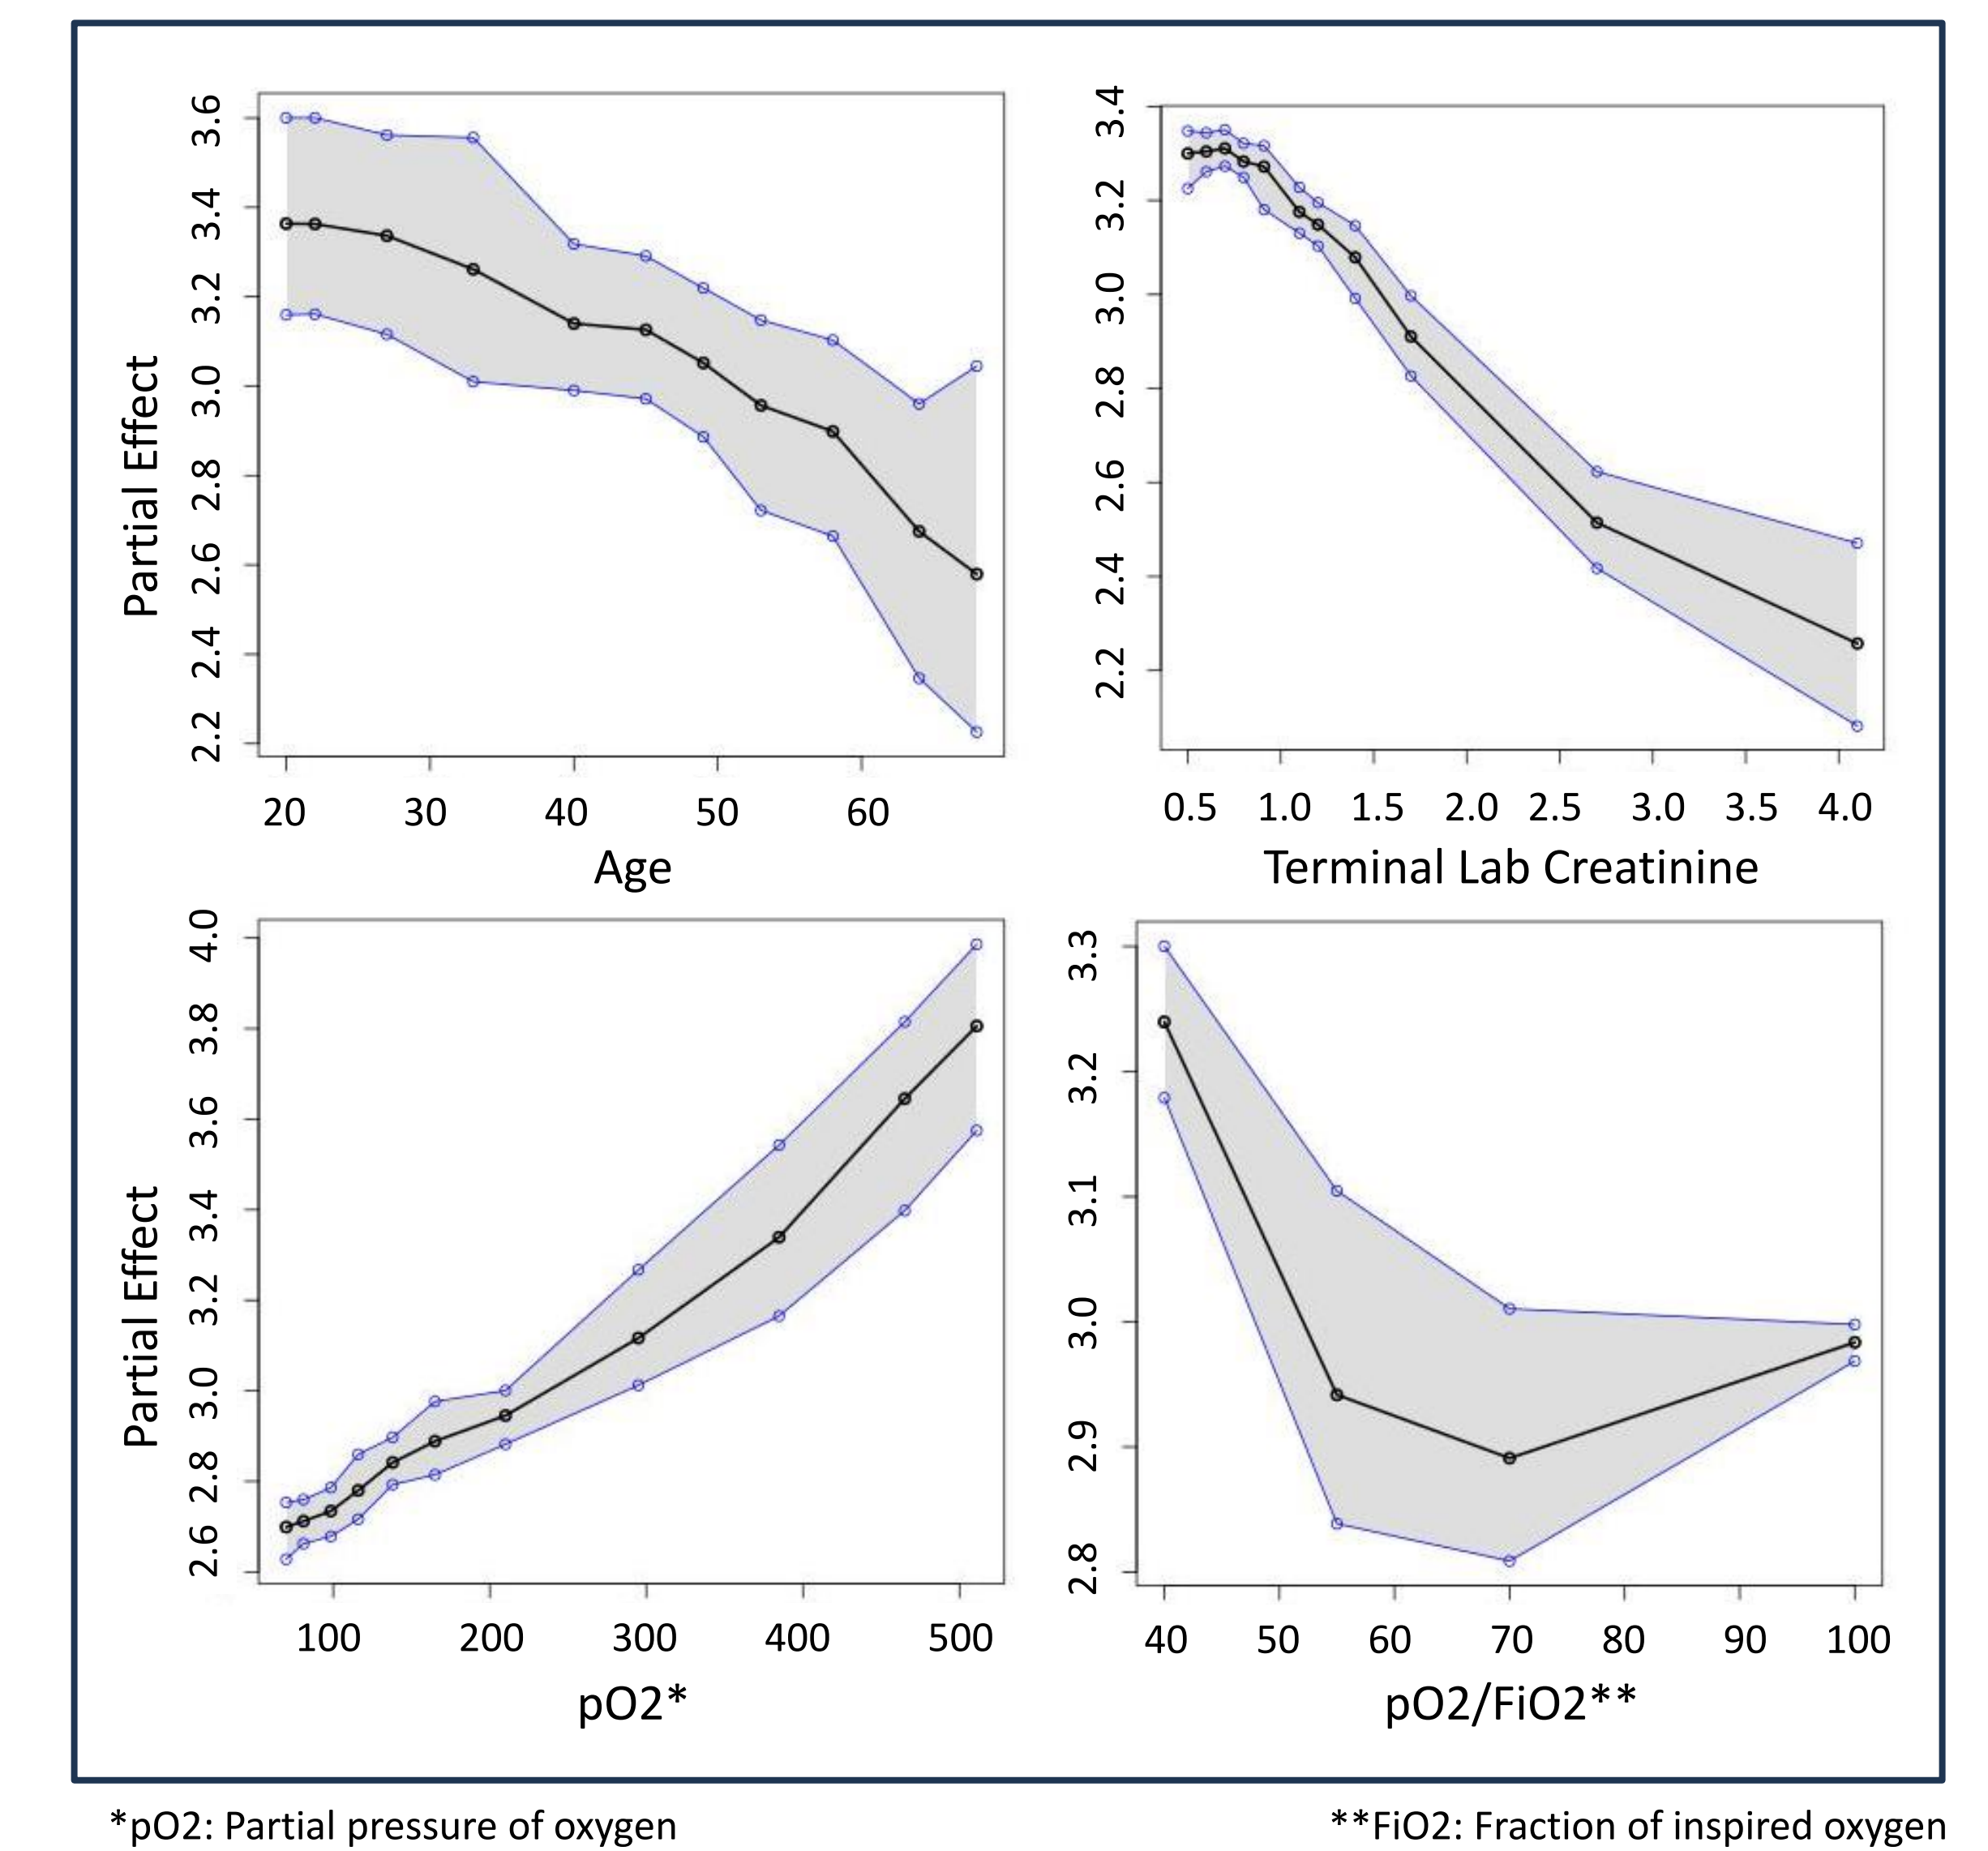 Partial Effect
3.6
3.4
3.2
3.0
2.8
2.6
2.4
2.2
20 30 40 50 60
Age
3.4
3.2
3.0
2.8
2.6
2.4
2.2
0.5 1.0 1.5 2.0 2.5 3.0 3.5 4.0
Terminal Lab Creatinine
Partial Effect
4.0
3.8
3.6
3.4
3.2
3.0
2.8
2.6
100 200 300 400 500
pO2*
3.3
3.2
3.1
3.0
2.9
2.8
40 50 60 70 80 90 100
pO2/FiO2**
*pO2: Partial pressure of oxygen
**FiO2: Fraction of inspired oxygen